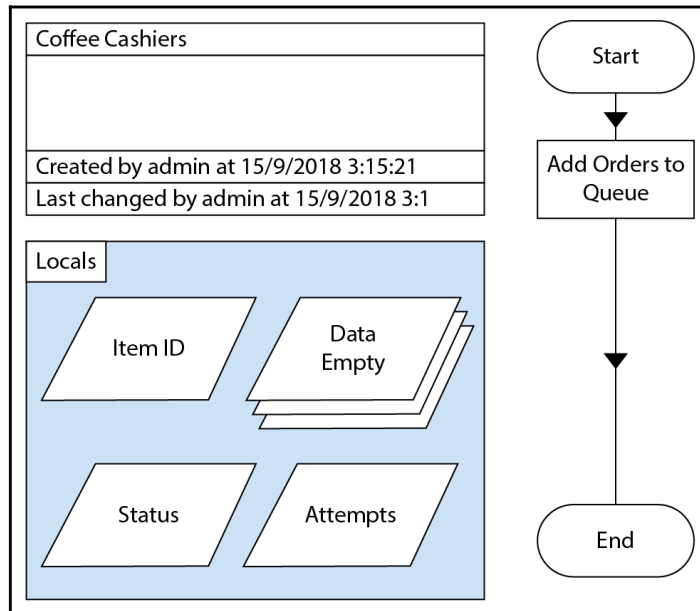 Coffee Cashiers
Created by admin at 15/9/2018 3:15:21
Last changed by admin at 15/9/2018 3:1
Locals
Item ID
Data
Empty
Status
Attempts
Start
Add Orders to
Queue
End